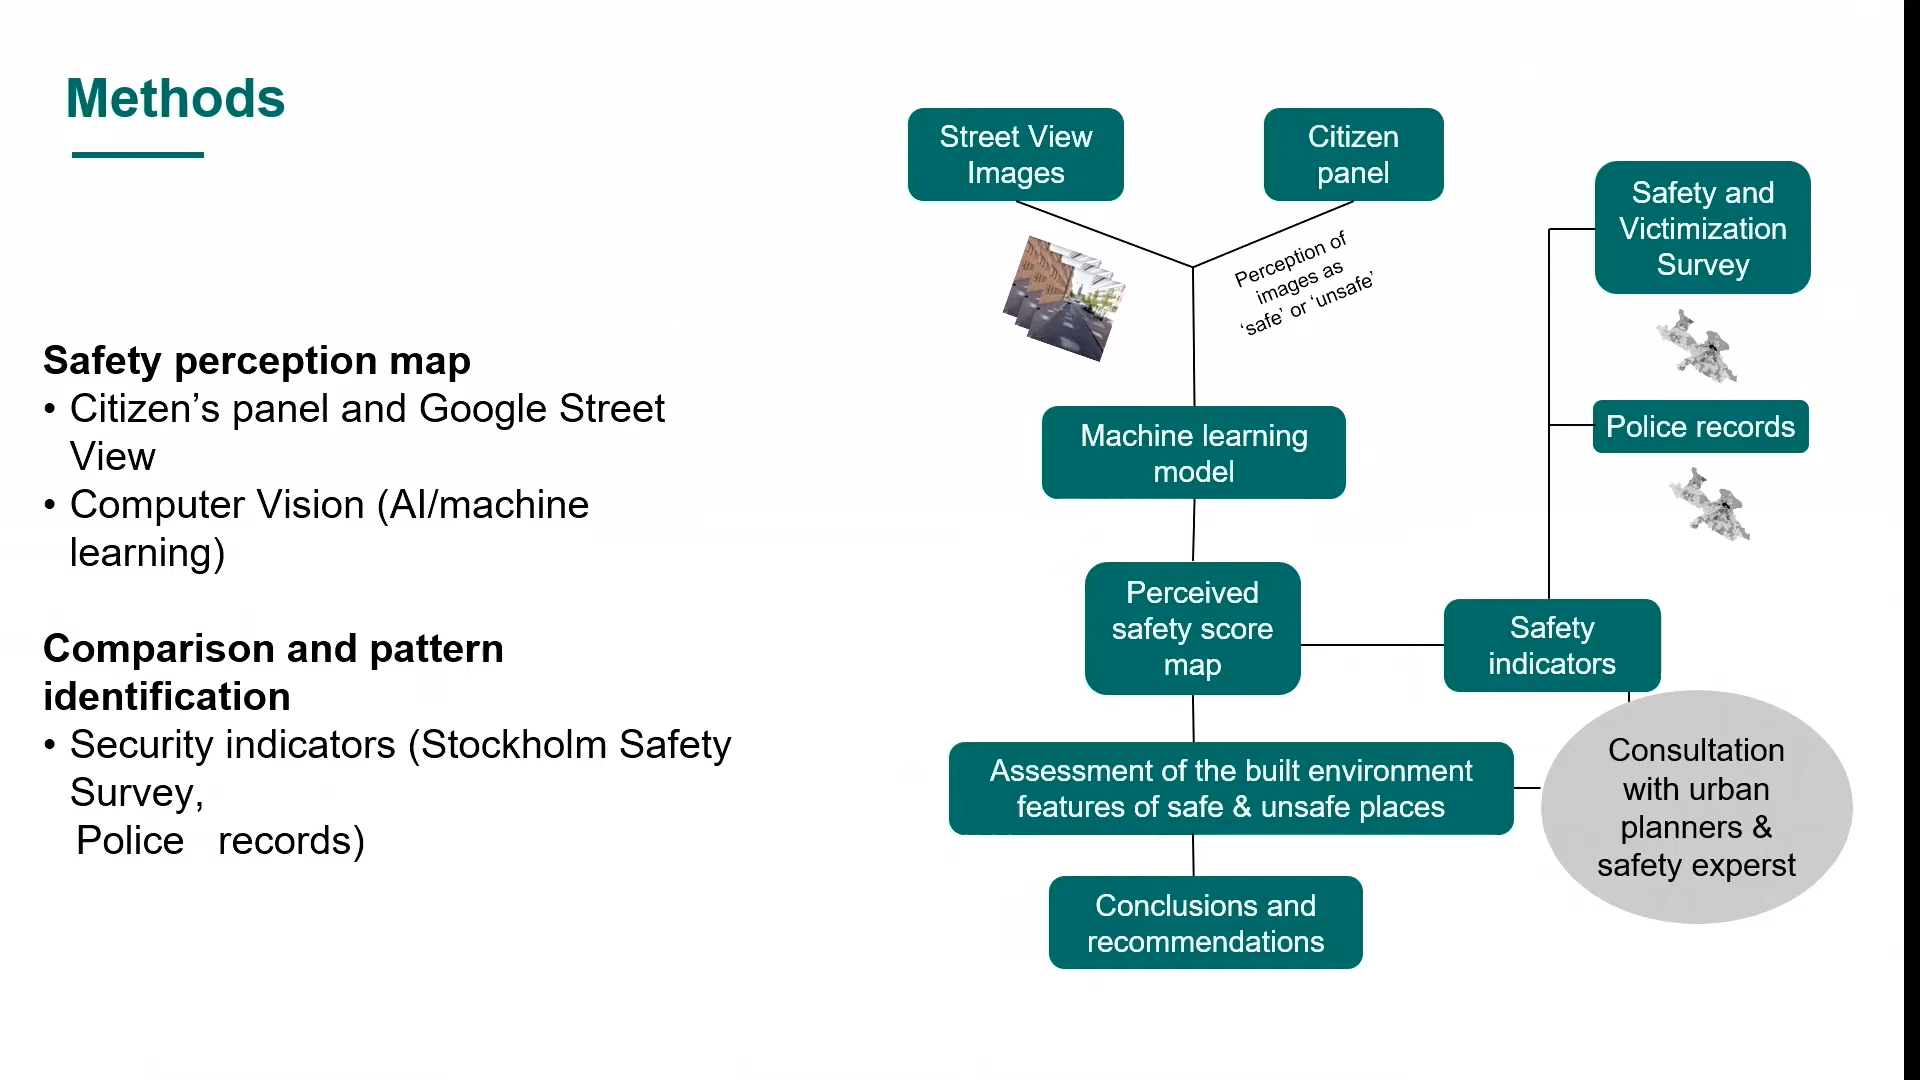 Methods
Safety perception map
• Citizen’s panel and Google Street
View
• Computer Vision (AI/machine
learning)
Comparison and pattern
identification
• Security indicators (Stockholm Safety
Survey,
Police records)
Street View
Images
Citizen
panel
Perception of
images as
‘safe’ or ‘unsafe’
Safety and
Victimization
Survey
Police records
Machine learning
model
Perceived
safety score
map
Safety
indicators
Assessment of the built environment
features of safe & unsafe places
Consultation
with urban
planners &
safety experst
Conclusions and
recommendations